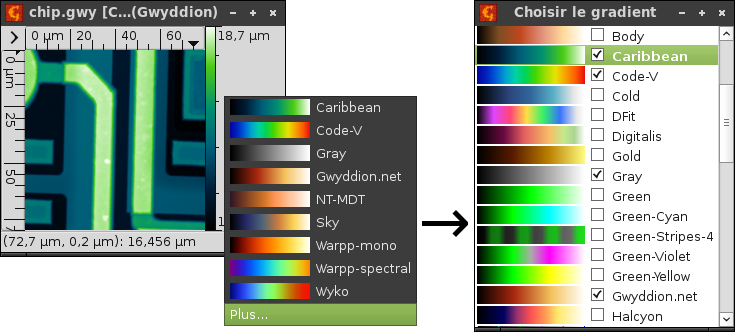 chip.gwy [C...(Gwyddion)
0 µm 20 40 60
18,7 µm
0 µm
25
50
(72,7 µm, 0,2 µm): 16,456 µm
Caribbean
Code-V
Gray
Gwyddion.net
NT-MDT
Sky
Warpp-mono
Warpp-spectral
Wyko
Plus...
Choisir le gradient
Body
Caribbean
Code-V
Cold
DFit
Digitalis
Gold
Gray
Green
Green-Cyan
Green-Stripes-4
Green-Violet
Green-Yellow
Gwyddion.net
Halcyon